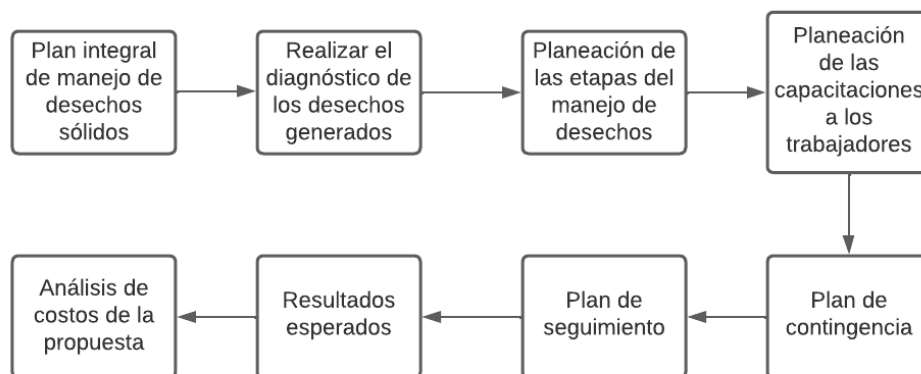 Plan integral
de manejo de
desechos
sólidos
Realizar el
diagnóstico de
los desechos
generados
Planeación de
las etapas del
manejo de
desechos
Planeación
de las
capacitaciones
a los
trabajadores
Análisis de
costos de la
propuesta
Resultados
esperados
Plan de
seguimiento
Plan de
contingencia